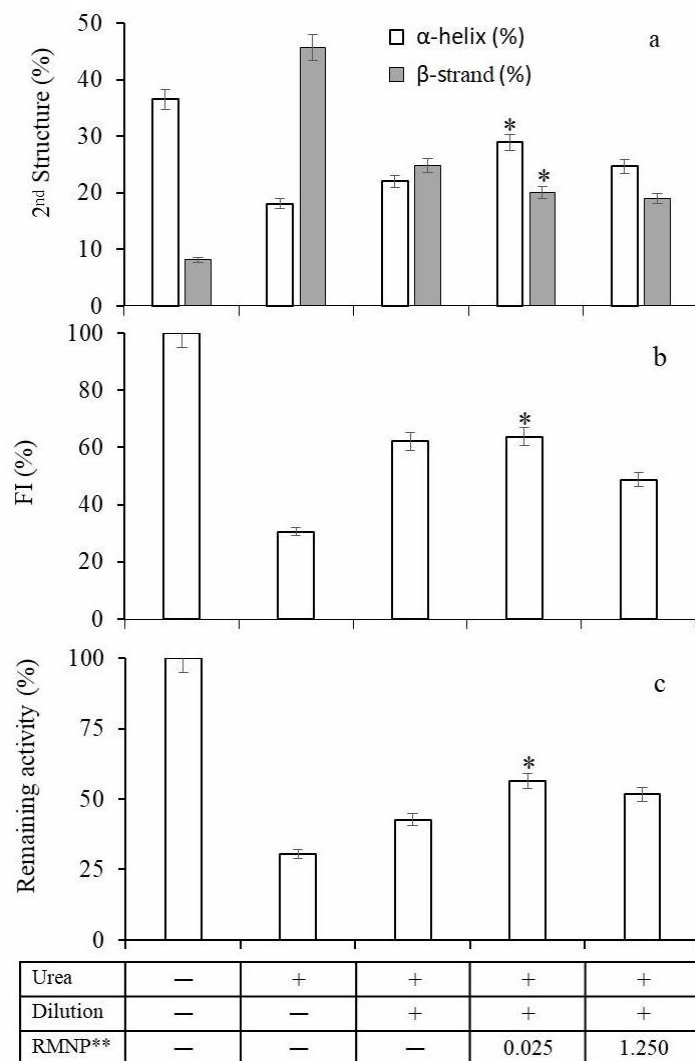 50
α-helix (%)
a
40
β-strand (%)
2nd Structure (%)
30
*
*
20
10
0
100
b
80
*
60
FI (%)
40
20
0
100
c
75
*
Remaining activity (%)
50
25
0
Urea — + + + +
Dilution — — + + +
RMNP** — — — 0.025 1.250